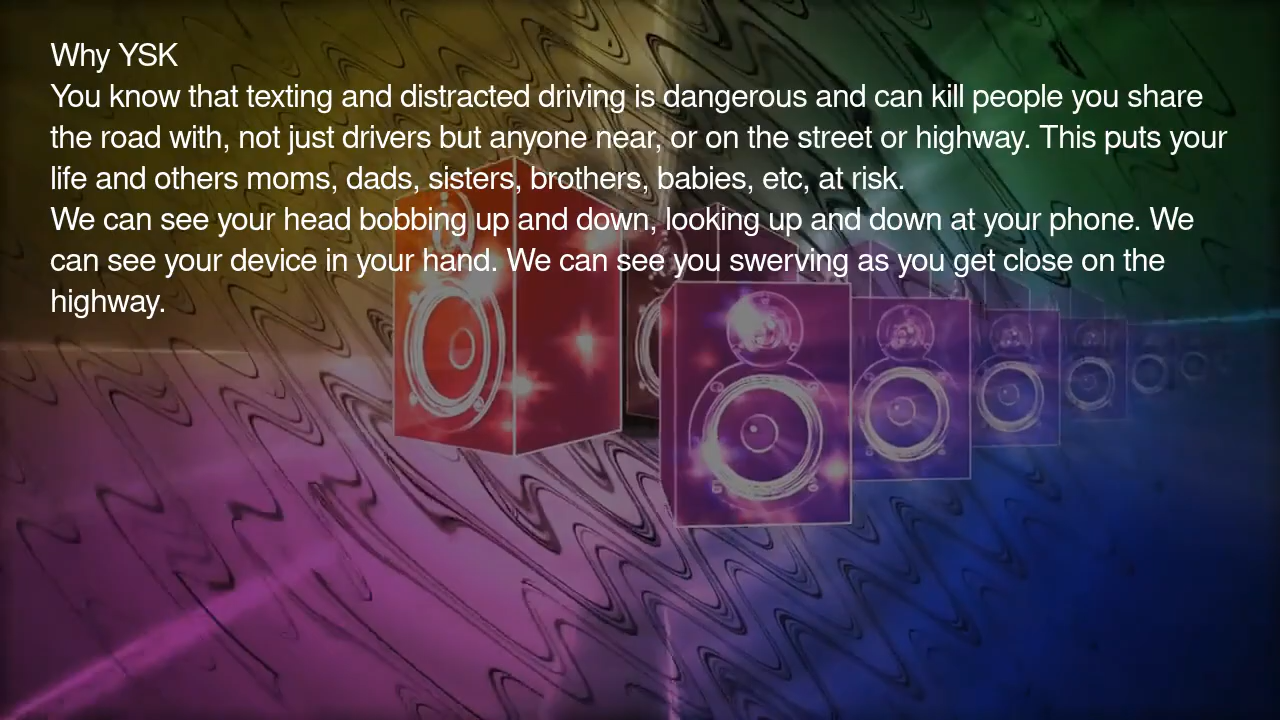 Why YSK
You know that texting and distracted driving is dangerous and can kill people you share
the road with, not just drivers but anyone near, or on the street or highway. This puts your
life and others moms, dads, sisters, brothers, babies, etc, at risk.
We can see your head bobbing up and down, looking up and down at your phone. We
can see your device in your hand. We can see you swerving as you get close on the
highway.